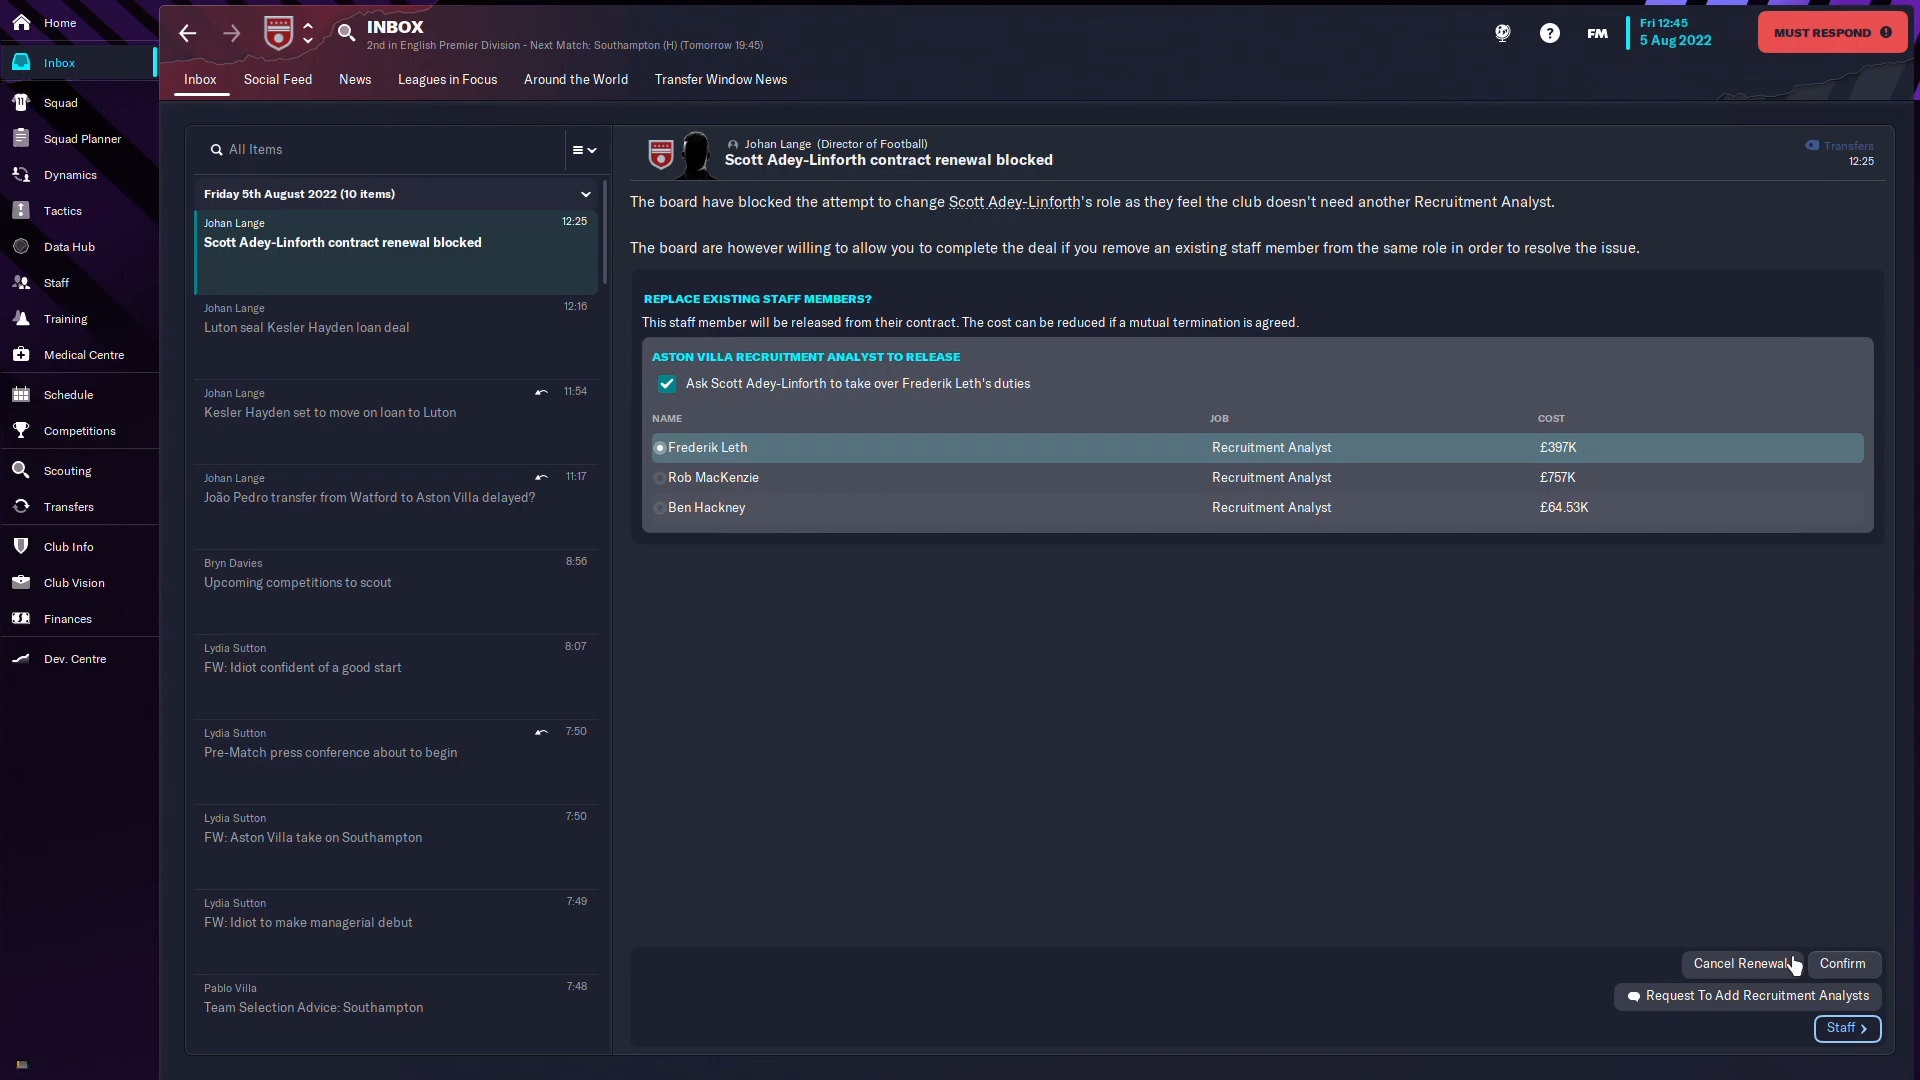 Home
Inbox
Squad
Squad Planner
Dynamics
Tactics
Data Hub
Staff
Training
Medical Centre
Schedule
Competitions
Scouting
Transfers
Club Info
Club Vision
Finances
Dev. Centre
INBOX
2nd in English Premier Division - Next Match: Southampton (H) (Tomorrow 19:45)
FM
Fri 12:45
5 Aug 2022
MUST RESPOND
Inbox Social Feed News Leagues in Focus Around the World Transfer Window News
All Items
Friday 5th August 2022 (10 items)
Johan Lange 12:25
Scott Adey-Linforth contract renewal blocked
Johan Lange 12:16
Luton seal Kesler Hayden loan deal
Johan Lange 11:54
Kesler Hayden set to move on loan to Luton
Johan Lange 11:17
João Pedro transfer from Watford to Aston Villa delayed?
Bryn Davies 8:56
Upcoming competitions to scout
Lydia Sutton 8:07
FW: Idiot confident of a good start
Lydia Sutton 7:50
Pre-Match press conference about to begin
Lydia Sutton 7:50
FW: Aston Villa take on Southampton
Lydia Sutton 7:49
FW: Idiot to make managerial debut
Pablo Villa 7:48
Team Selection Advice: Southampton
Johan Lange (Director of Football)
Scott Adey-Linforth contract renewal blocked
Transfers
12:25
The board have blocked the attempt to change Scott Adey-Linforth's role as they feel the club doesn't need another Recruitment Analyst.
The board are however willing to allow you to complete the deal if you remove an existing staff member from the same role in order to resolve the issue.
REPLACE EXISTING STAFF MEMBERS?
This staff member will be released from their contract. The cost can be reduced if a mutual termination is agreed.
ASTON VILLA RECRUITMENT ANALYST TO RELEASE
Ask Scott Adey-Linforth to take over Frederik Leth's duties
NAME JOB COST
Frederik Leth Recruitment Analyst £397K
Rob MacKenzie Recruitment Analyst £757K
Ben Hackney Recruitment Analyst £64.53K
Cancel Renewal Confirm
Request To Add Recruitment Analysts
Staff